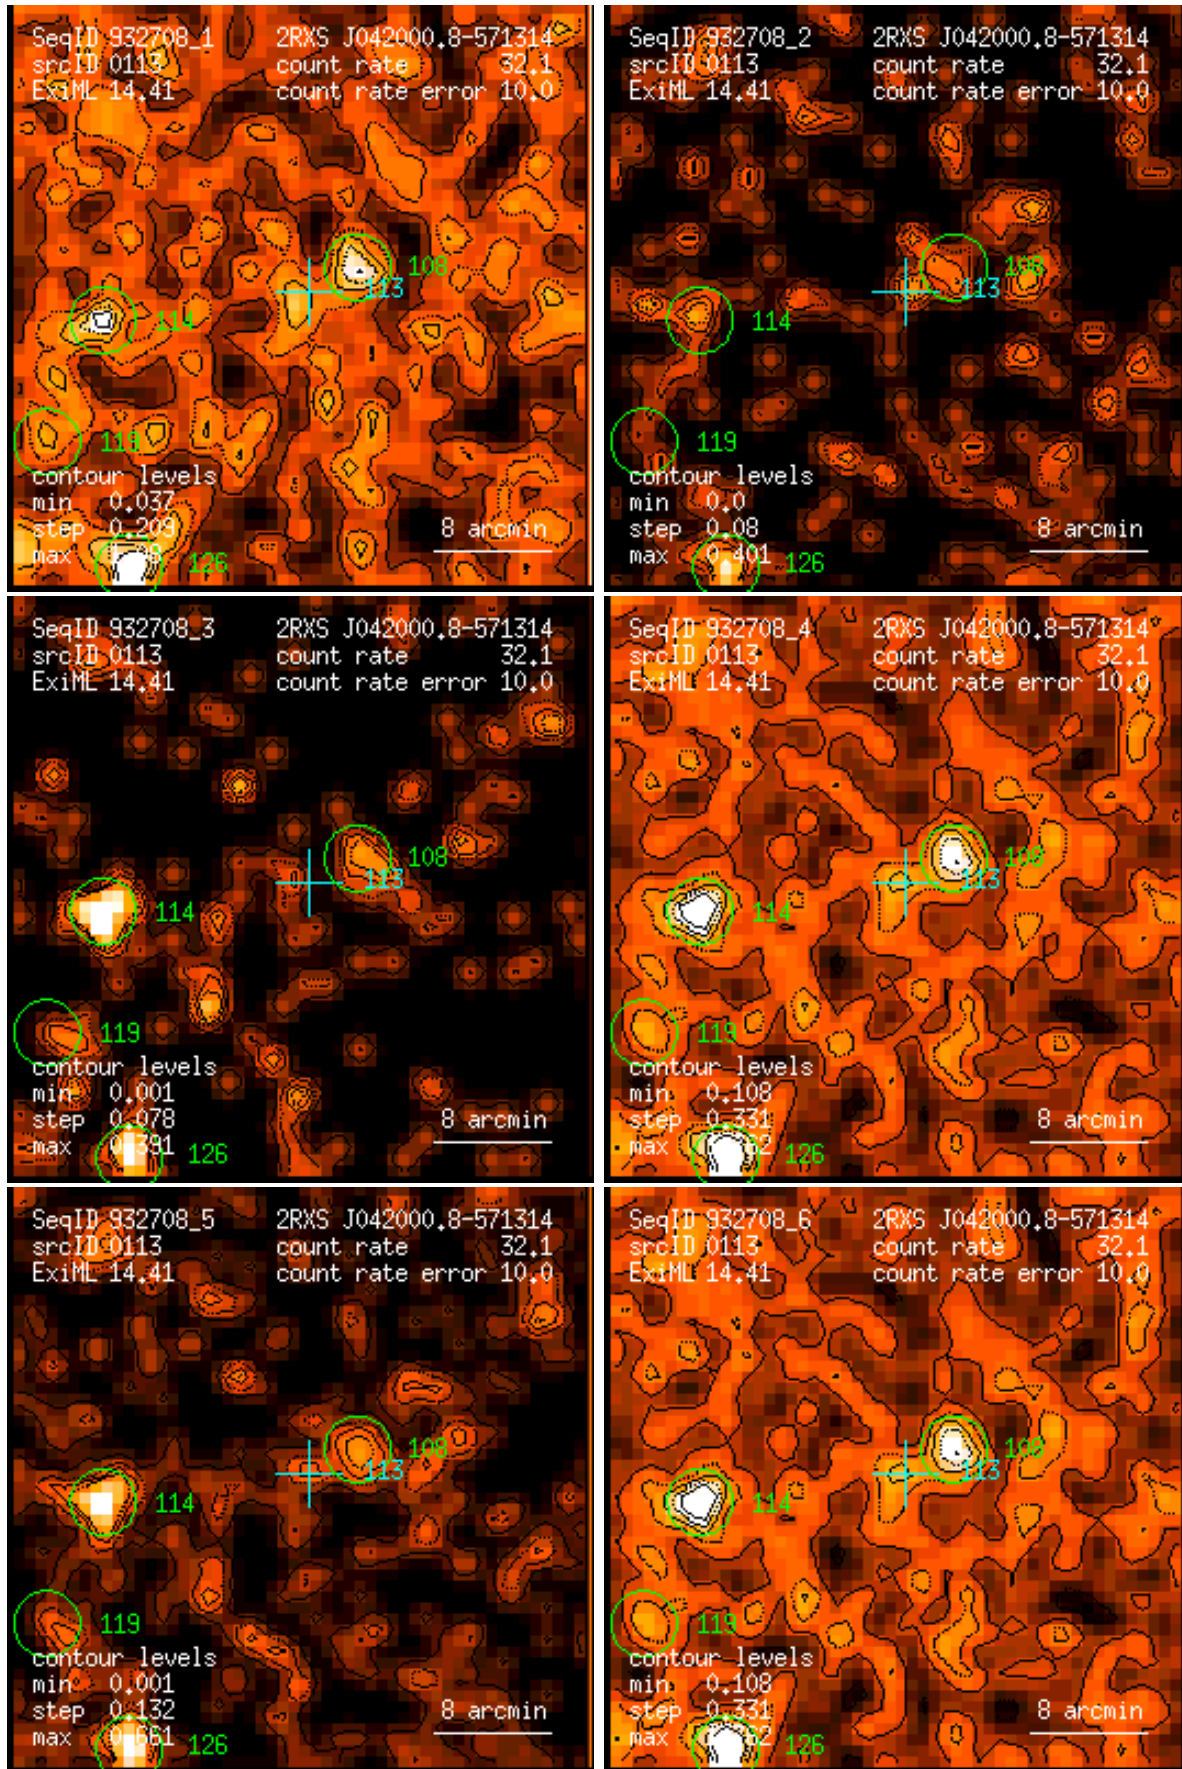 SeqID 932708_1 2RXS J042000.8-571314
srcID 0113 count rate 32.1
ExiML 14.41 count rate error 10.0
108
113
114
119
contour levels
min 0.037
step 0.209
max
8 arcmin
126
SeqID 932708_2 2RXS J042000.8-571314
srcID 0113 count rate 32.1
ExiML 14.41 count rate error 10.0
108
113
114
119
contour levels
min 0.0
step 0.08
max 0.401
8 arcmin
126
SeqID 932708_3 2RXS J042000.8-571314
srcID 0113 count rate 32.1
ExiML 14.41 count rate error 10.0
108
113
114
119
contour levels
min 0.001
step 0.078
max 0.391
8 arcmin
126
SeqID 932708_4 2RXS J042000.8-571314
srcID 0113 count rate 32.1
ExiML 14.41 count rate error 10.0
108
113
114
119
contour levels
min 0.108
step 0.331
max
8 arcmin
126
SeqID 932708_5 2RXS J042000.8-571314
srcID 0113 count rate 32.1
ExiML 14.41 count rate error 10.0
108
113
114
119
contour levels
min 0.001
step 0.132
max 0.661
8 arcmin
126
SeqID 932708_6 2RXS J042000.8-571314
srcID 0113 count rate 32.1
ExiML 14.41 count rate error 10.0
108
113
114
119
contour levels
min 0.108
step 0.331
max
8 arcmin
126